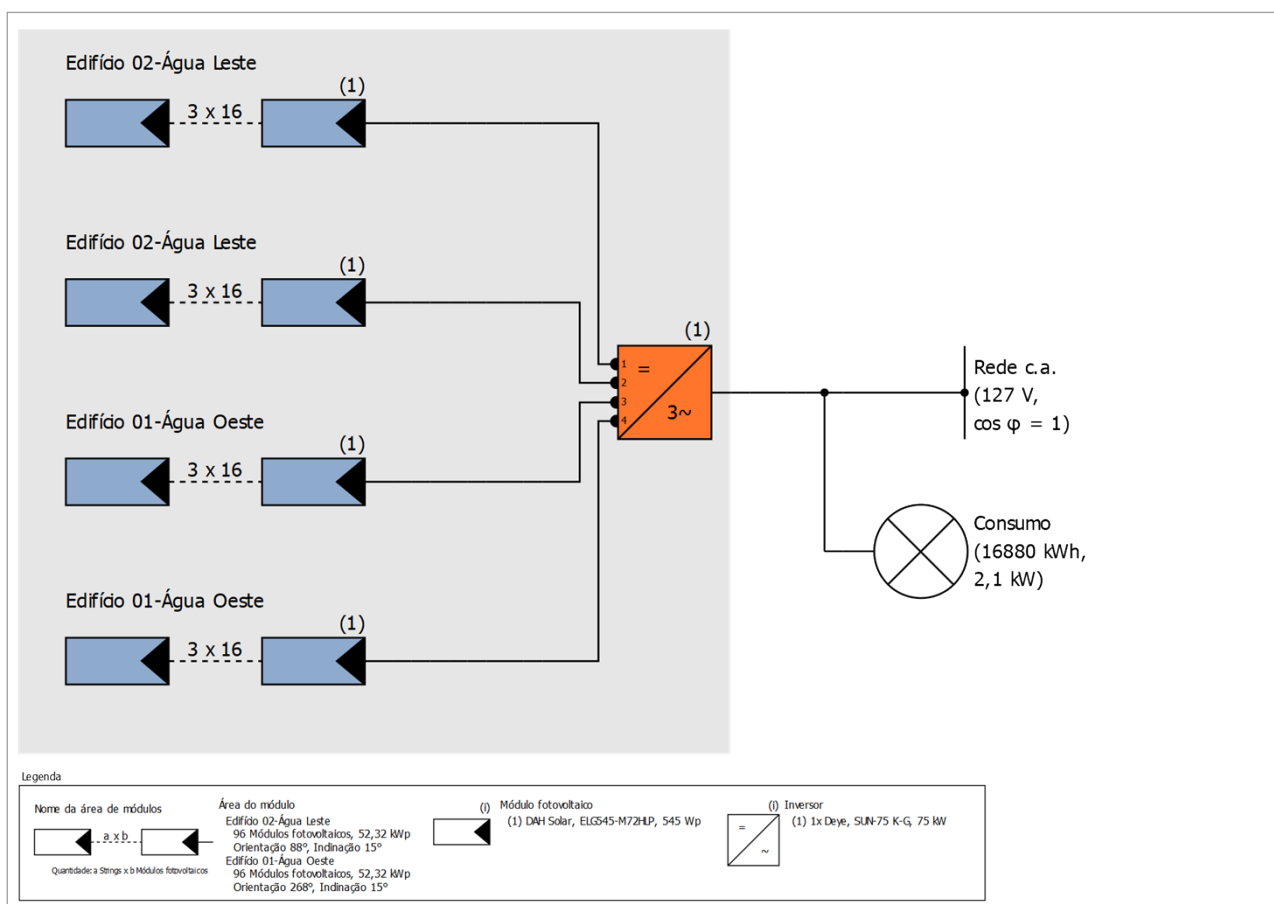 Edifício 02-Água Leste
(1)
3 x 16
Edifício 02-Água Leste
(1)
3 x 16
(1)
1
=
2
3
3~
4
Rede c.a.
(127 V,
cos φ = 1)
Edifício 01-Água Oeste
(1)
3 x 16
Consumo
(16880 kWh,
2,1 kW)
Edifício 01-Água Oeste
(1)
3 x 16
Legenda
Nome da área de módulos
a x b
Quantidade: a Strings x b Módulos fotovoltaicos
Área do módulo
Edifício 02-Água Leste
96 Módulos fotovoltaicos, 52,32 kWp
Orientação 88°, Inclinação 15°
Edifício 01-Água Oeste
96 Módulos fotovoltaicos, 52,32 kWp
Orientação 268°, Inclinação 15°
(i) Módulo fotovoltaico
(1) DAH Solar, ELG545-M72HLP, 545 Wp
(i) Inversor
=
~
(1) 1x Deye, SUN-75 K-G, 75 kW